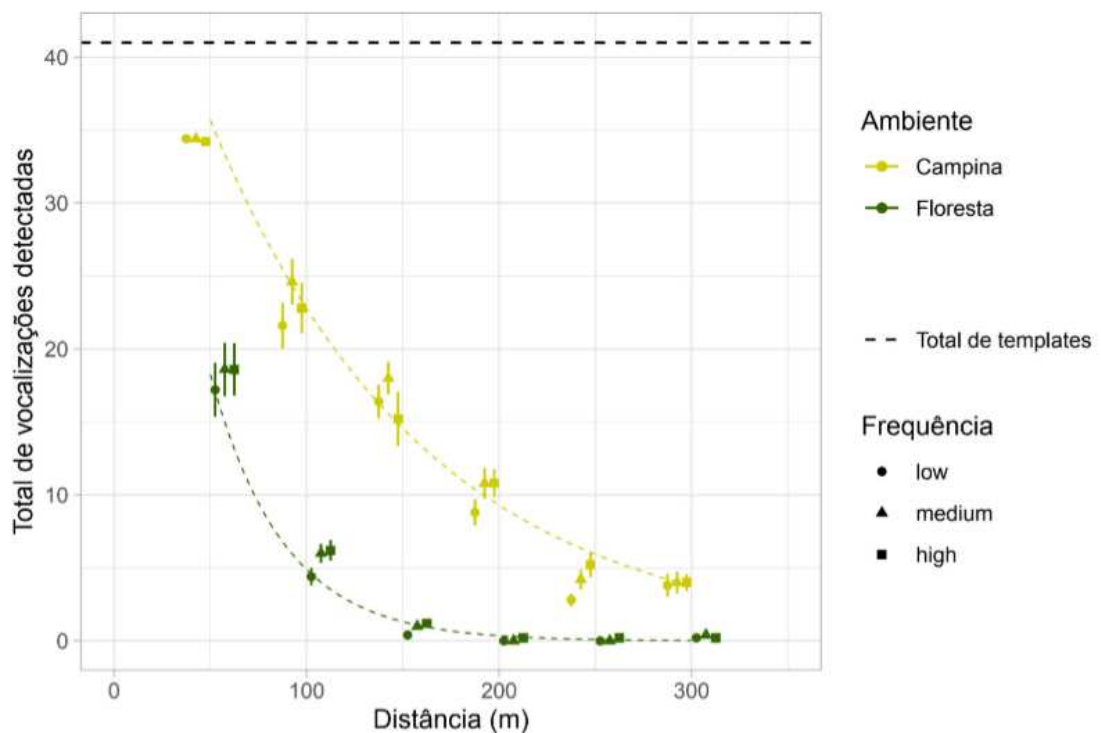 Total de vocalizações detectadas
40
30
20
10
0
0
100
200
300
Distância (m)
Ambiente
Campina
Floresta
Total de templates
Frequência
low
medium
high